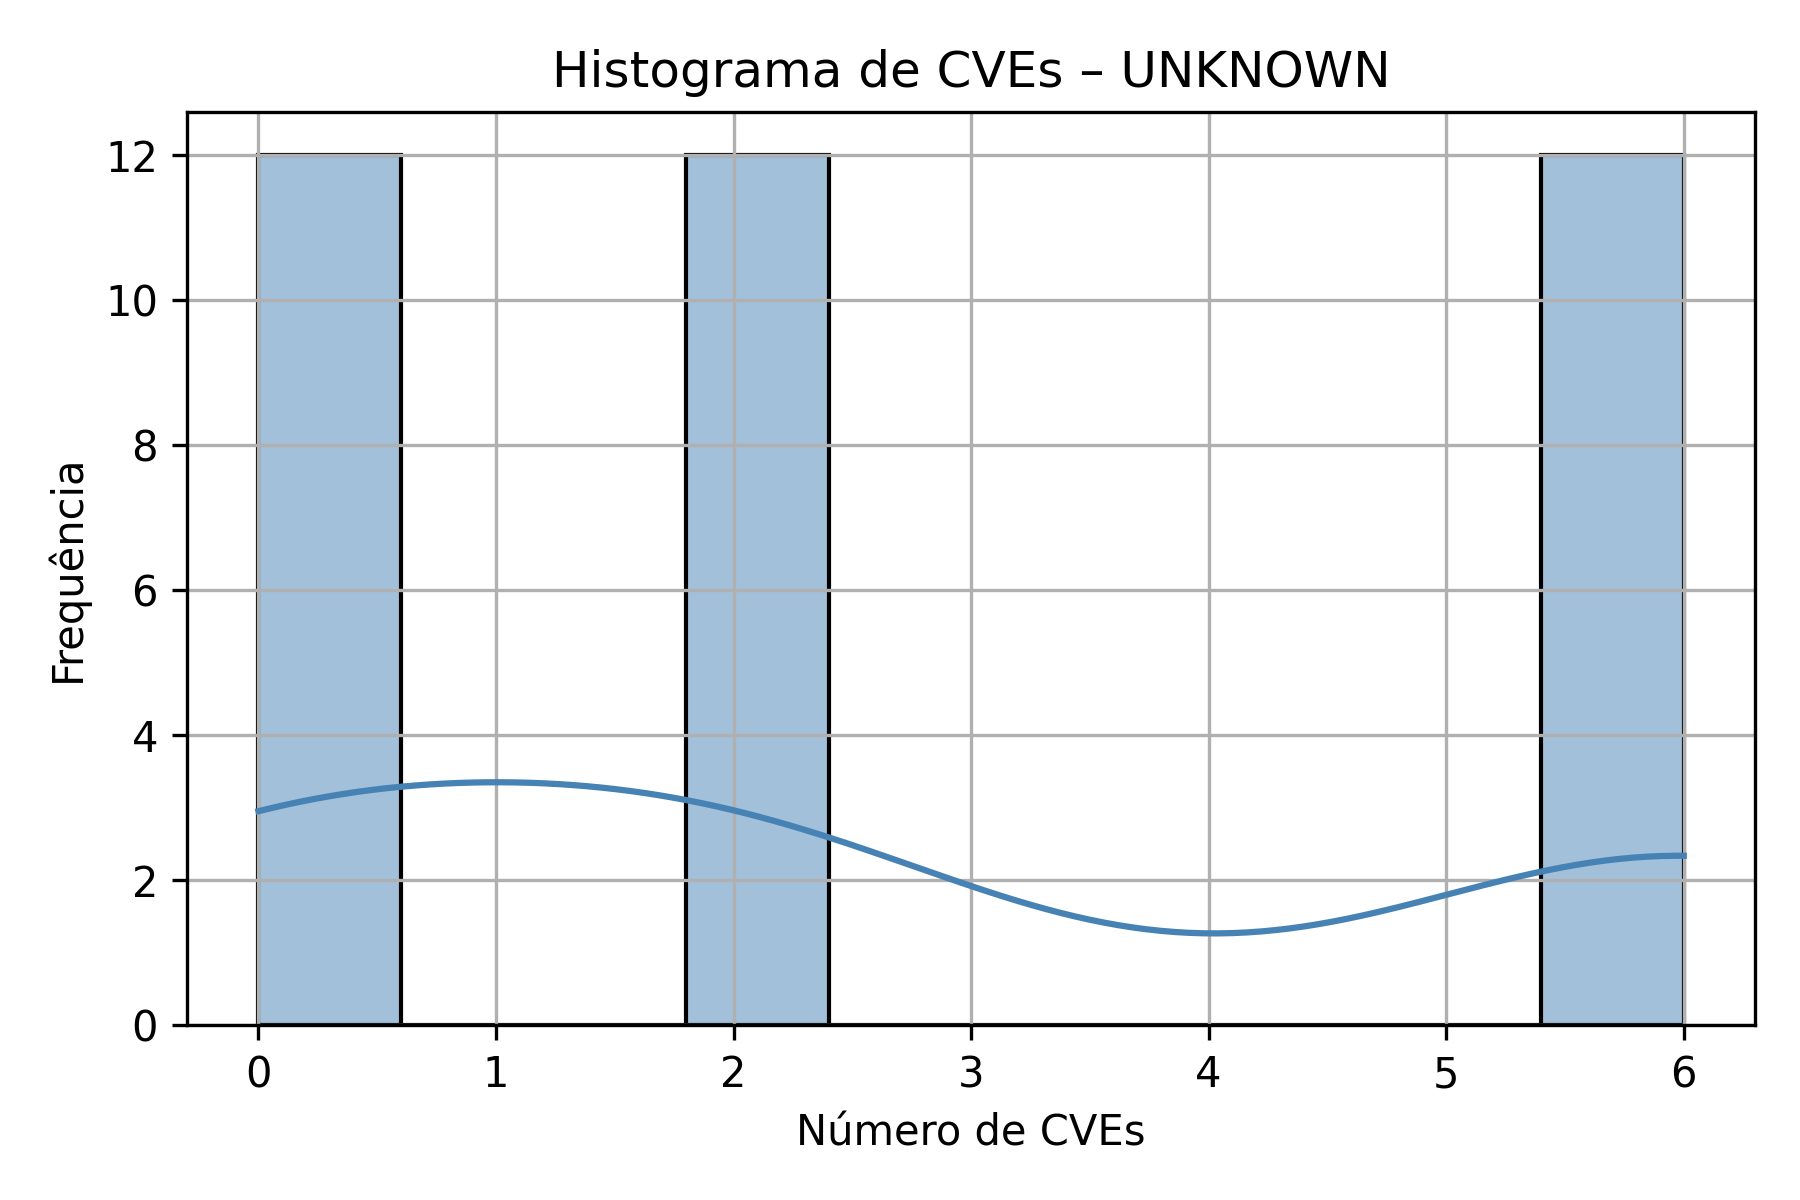 Histograma de CVEs – UNKNOWN
12
10
8
6
4
2
0
Frequência
0 1 2 3 4 5 6
Número de CVEs